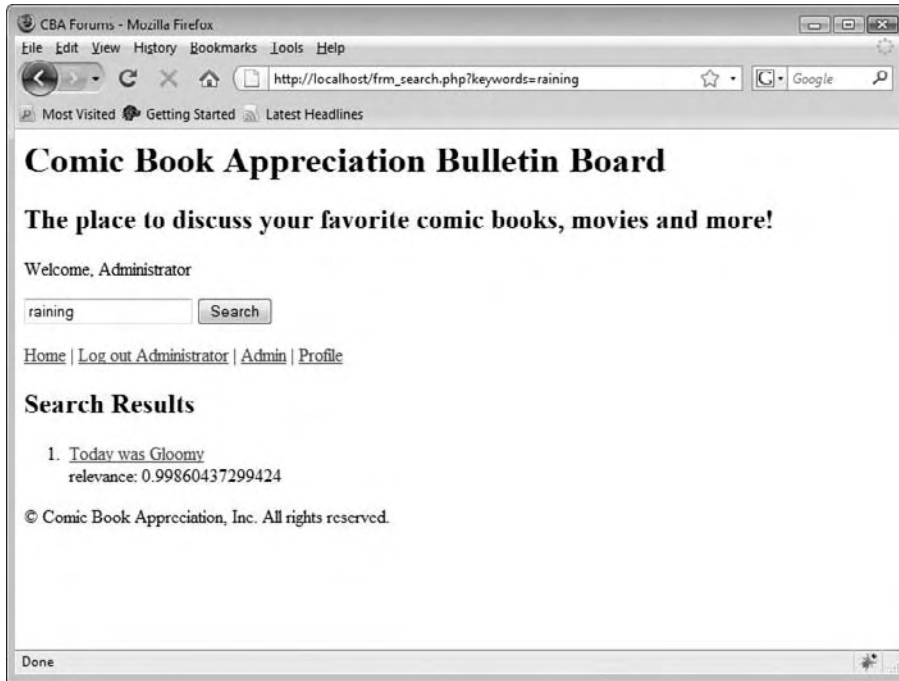 CBA Forums - Mozilla Firefox
File Edit View History Bookmarks Tools Help
http://localhost/frm_search.php?keywords=raining
G Google
Most Visited Getting Started Latest Headlines
Comic Book Appreciation Bulletin Board
The place to discuss your favorite comic books, movies and more!
Welcome, Administrator
raining Search
Home | Log out Administrator | Admin | Profile
Search Results
1. Today was Gloomy
relevance: 0.99860437299424
© Comic Book Appreciation, Inc. All rights reserved.
Done